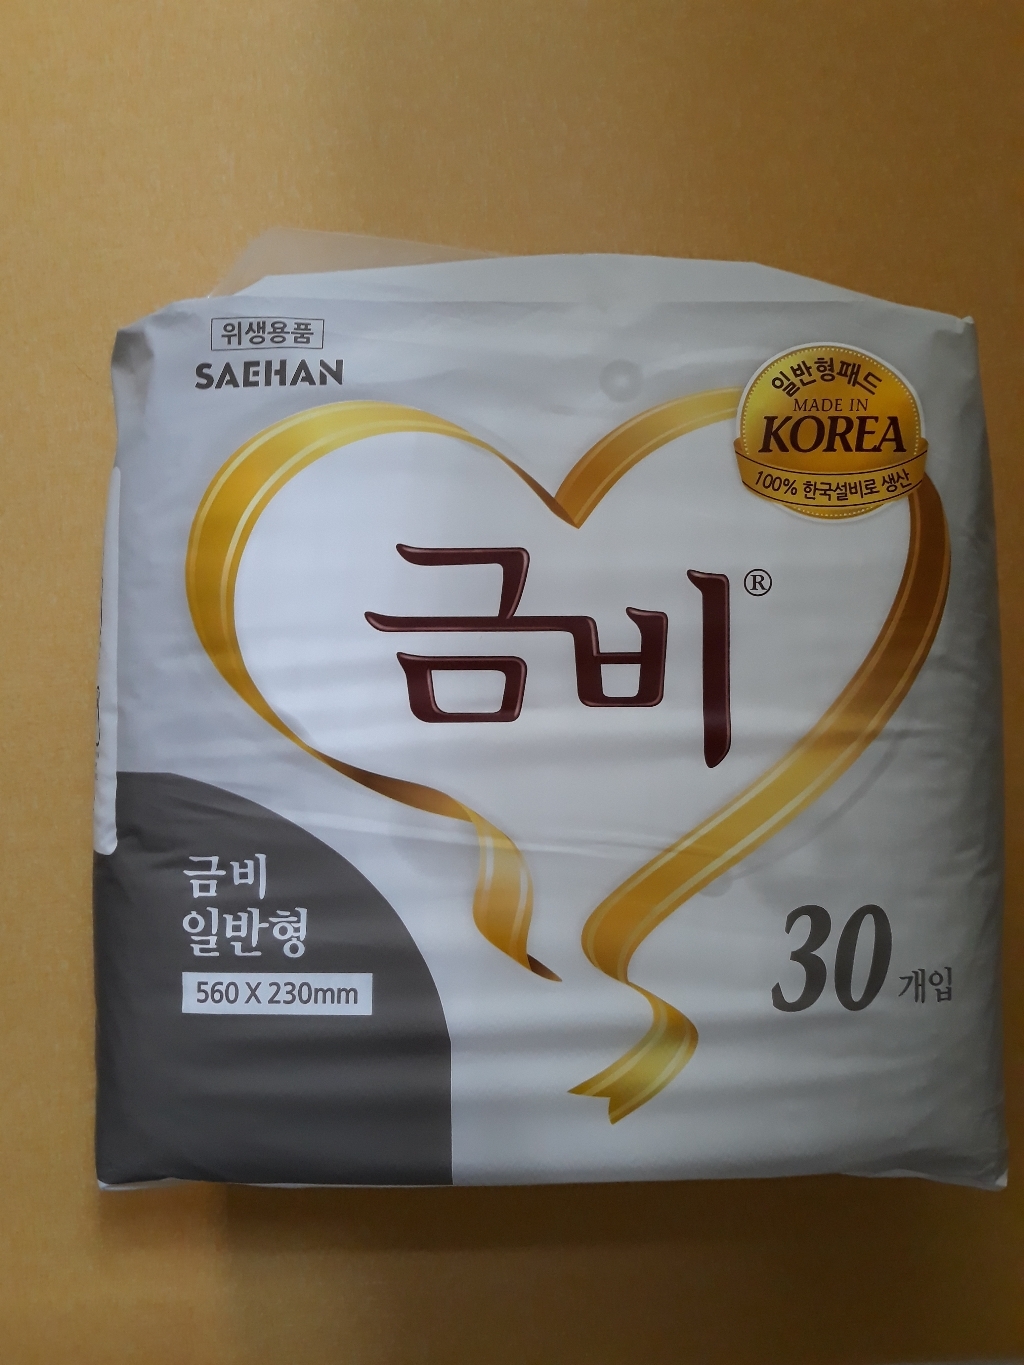 위생용품
SAEHAN
일반형패드
MADE IN
KOREA
100% 한국설비로 생산
금비®
금비
일반형
560 X 230mm
30 개입